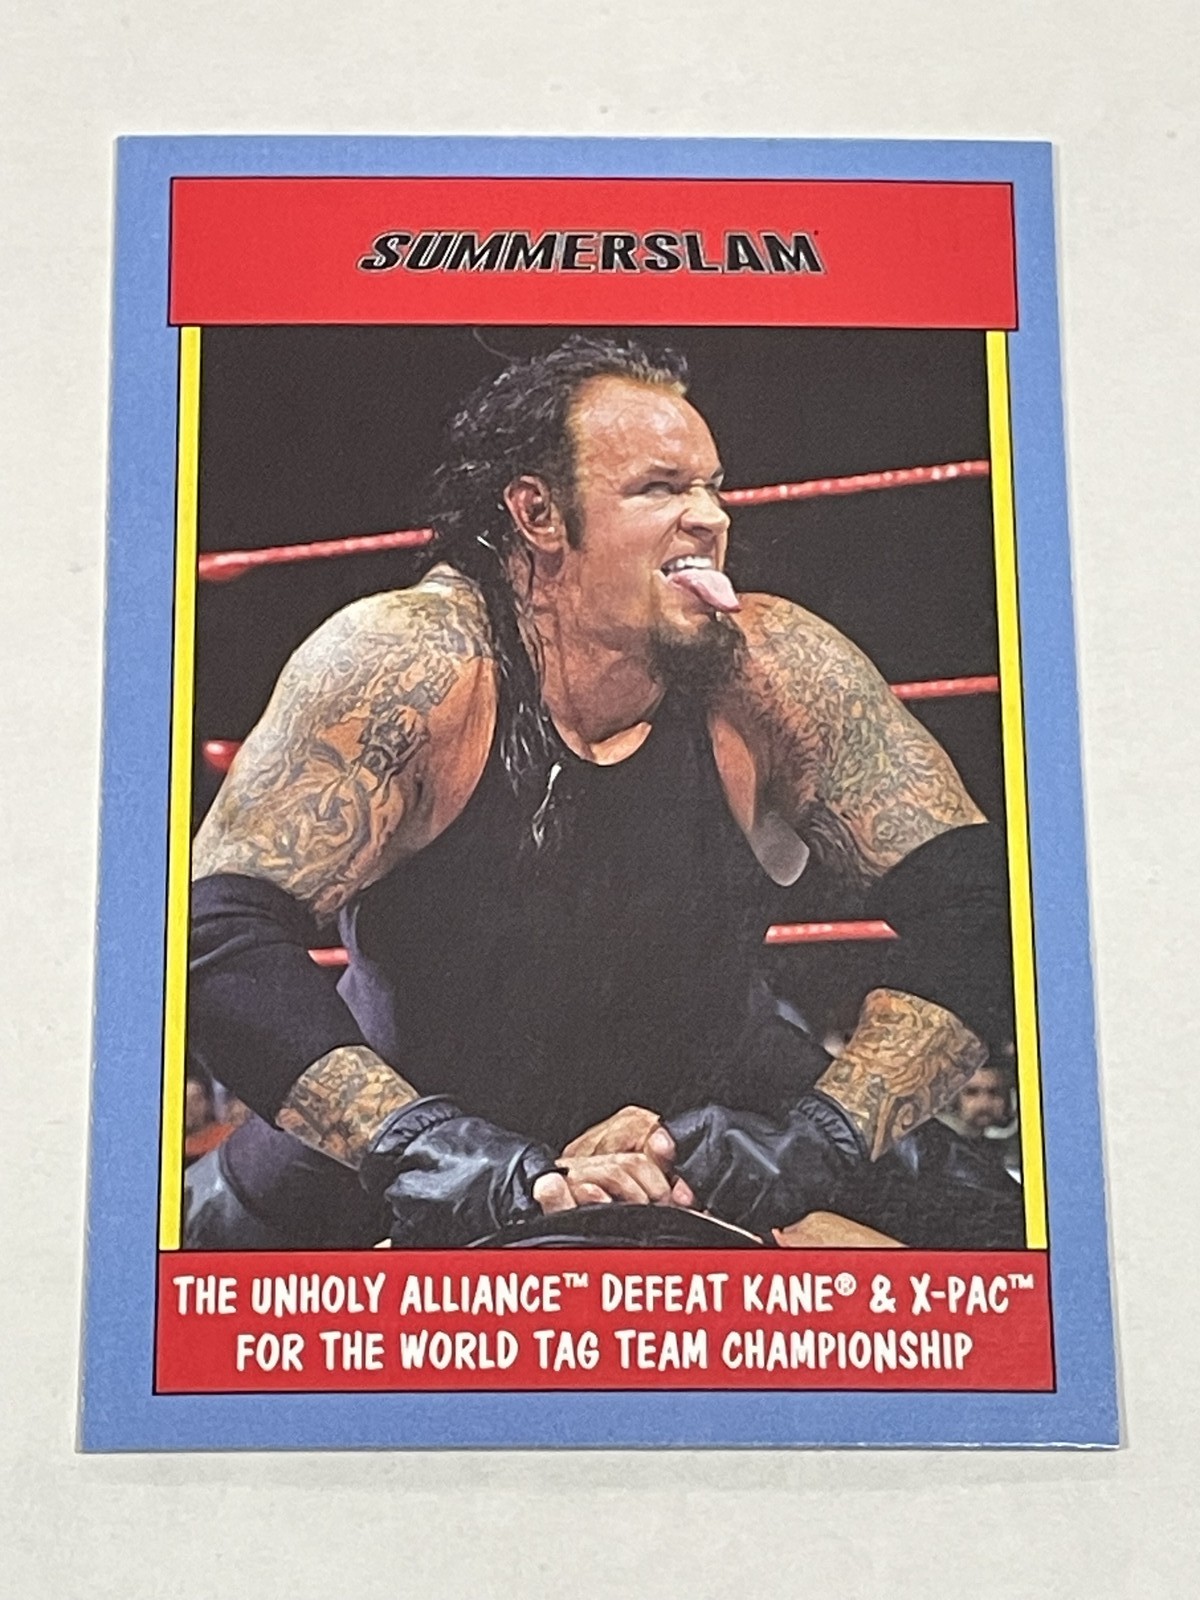 SUMMERSLAM
THE UNHOLY ALLIANCE™ DEFEAT KANE® & X-PAC™
FOR THE WORLD TAG TEAM CHAMPIONSHIP